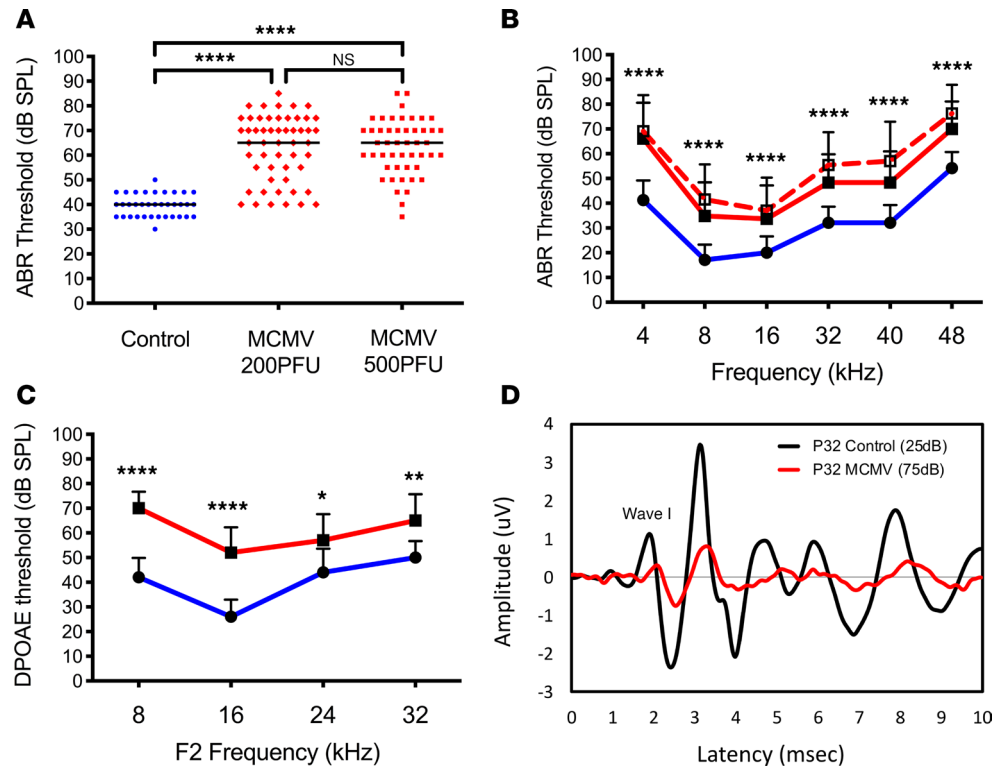 A
****
****
NS
ABR Threshold (dB SPL)
100
90
80
70
60
50
40
30
20
10
0
Control
MCMV
200PFU
MCMV
500PFU
B
****
****
****
****
****
****
ABR Threshold (dB SPL)
100
90
80
70
60
50
40
30
20
10
0
4 8 16 32 40 48
Frequency (kHz)
C
****
****
*
**
DPOAE threshold (dB SPL)
100
90
80
70
60
50
40
30
20
10
0
8 16 24 32
F2 Frequency (kHz)
D
P32 Control (25dB)
P32 MCMV (75dB)
Wave I
Amplitude (uV)
4
3
2
1
0
-1
-2
-3
0 1 2 3 4 5 6 7 8 9 10
Latency (msec)